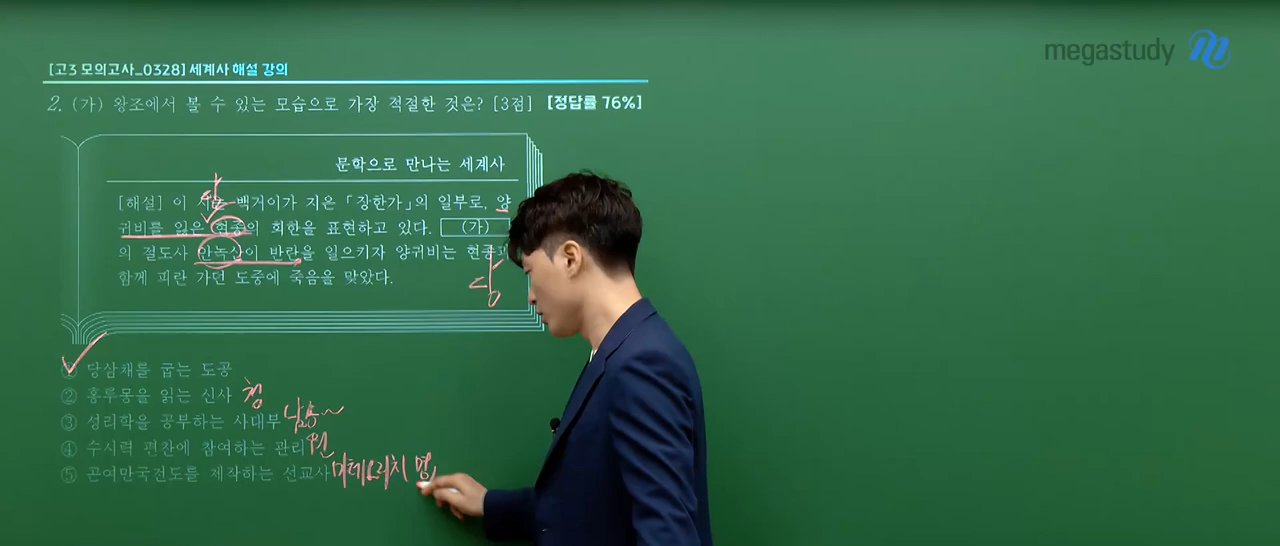 megastudy
[고3 모의고사_0328] 세계사 해설 강의
2. (가) 왕조에서 볼 수 있는 모습으로 가장 적절한 것은? [3점] [정답률 76%]
문학으로 만나는 세계사
[해설] 이 시는 백거이가 지은 「장한가」의 일부로, 양
귀비를 잃은 현종의 회한을 표현하고 있다. (가)
의 절도사 안녹산이 반란을 일으키자 양귀비는 현종과
함께 피란 가던 도중에 죽음을 맞았다.
당
① 당삼채를 굽는 도공
② 홍루몽을 읽는 신사 청
③ 성리학을 공부하는 사대부 남송~
④ 수시력 편찬에 참여하는 관리 원
⑤ 곤여만국전도를 제작하는 선교사 마테오리치 명